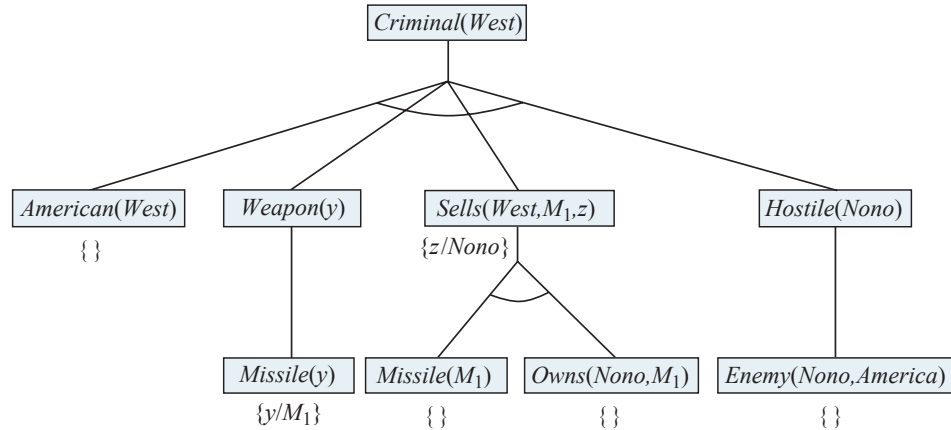 Criminal(West)
American(West)
Weapon(y)
Sells(West,M₁,z)
Hostile(Nono)
{ }
{z/Nono}
Missile(y)
Missile(M₁)
Owns(Nono,M₁)
Enemy(Nono,America)
{y/M₁}
{ }
{ }
{ }